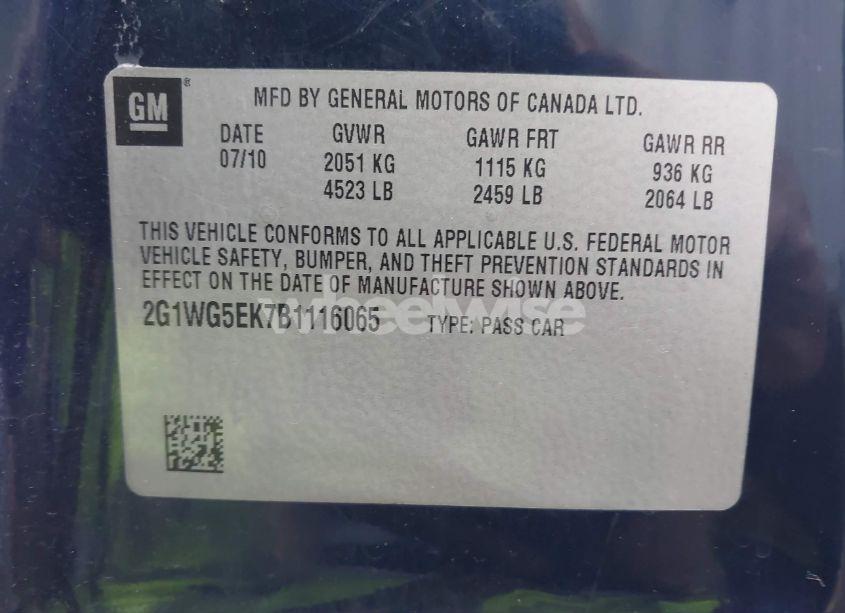 GM ®
MFD BY GENERAL MOTORS OF CANADA LTD.
DATE GVWR GAWR FRT GAWR RR
07/10 2051 KG 1115 KG 936 KG
4523 LB 2459 LB 2064 LB
THIS VEHICLE CONFORMS TO ALL APPLICABLE U.S. FEDERAL MOTOR
VEHICLE SAFETY, BUMPER, AND THEFT PREVENTION STANDARDS IN
EFFECT ON THE DATE OF MANUFACTURE SHOWN ABOVE.
2G1WG5EK7B1116065 TYPE: PASS CAR
wheelwise